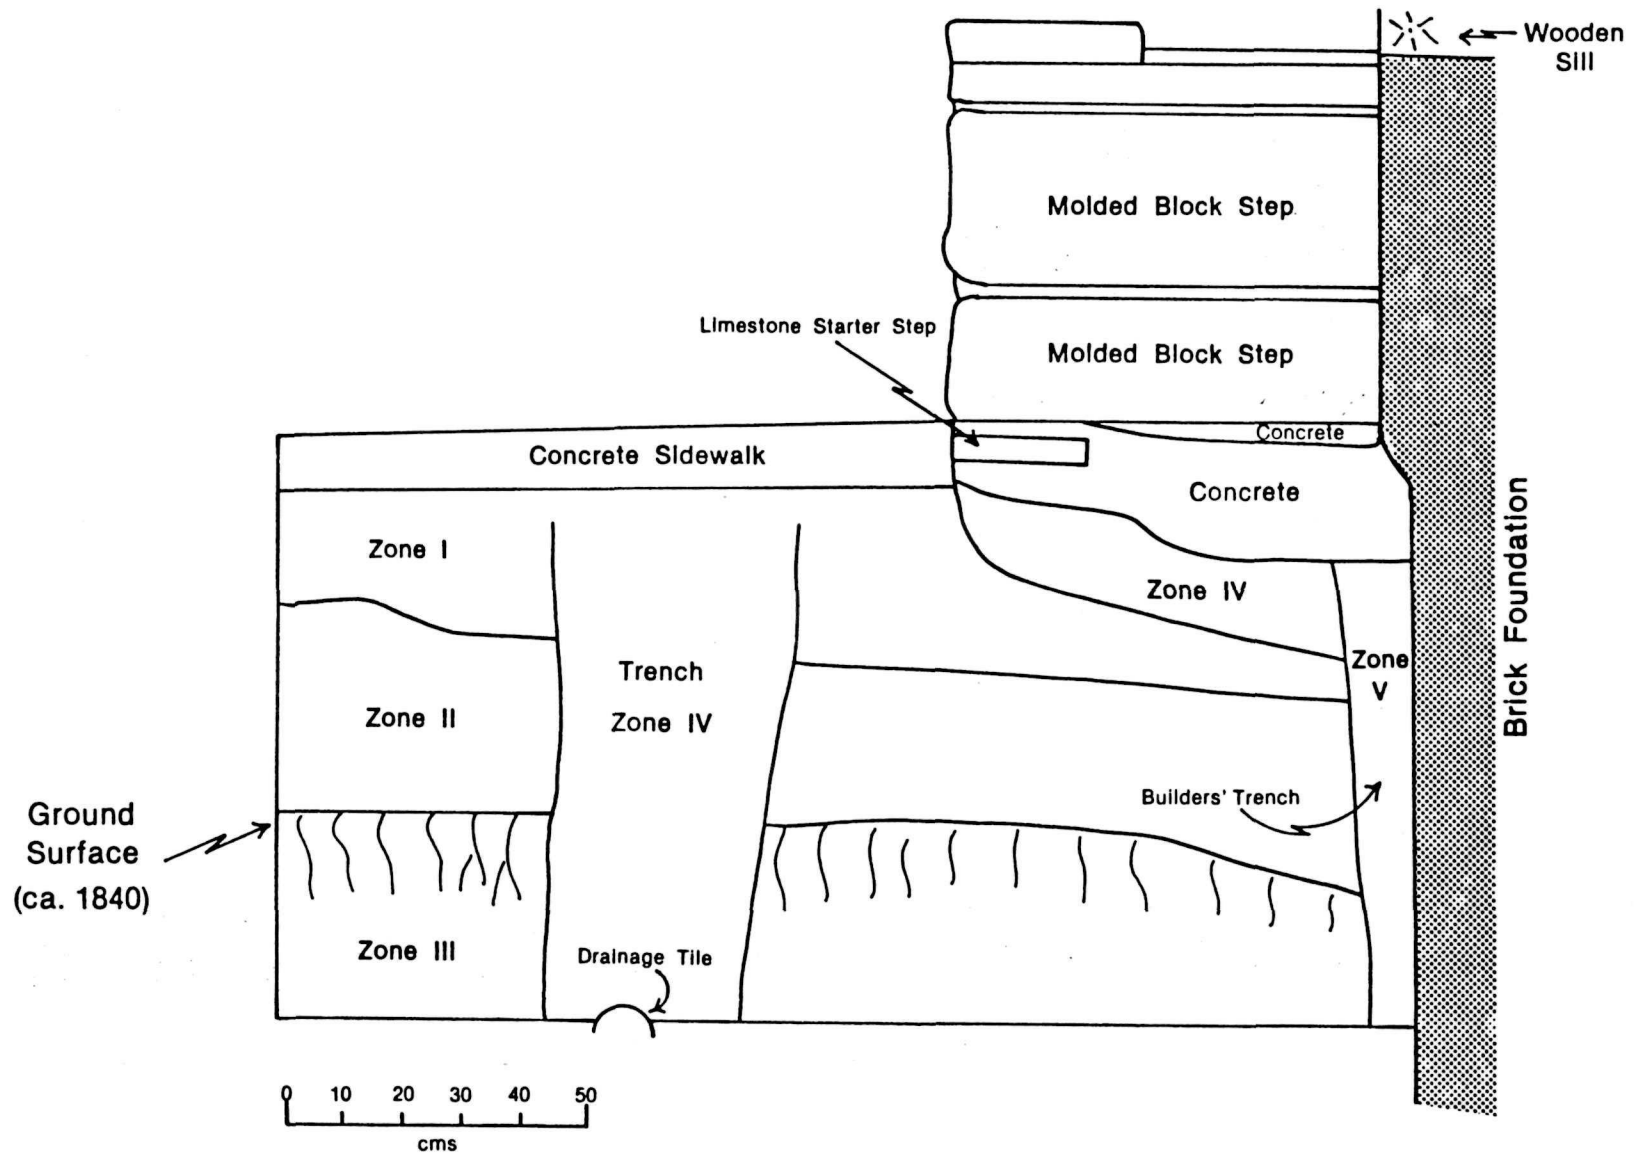 Wooden
Sill
Molded Block Step
Limestone Starter Step
Molded Block Step
Concrete
Concrete Sidewalk
Concrete
Zone I
Zone IV
Brick Foundation
Trench
Zone
V
Zone II
Zone IV
Builders' Trench
Ground
Surface
(ca. 1840)
Zone III
Drainage Tile
0 10 20 30 40 50
cms